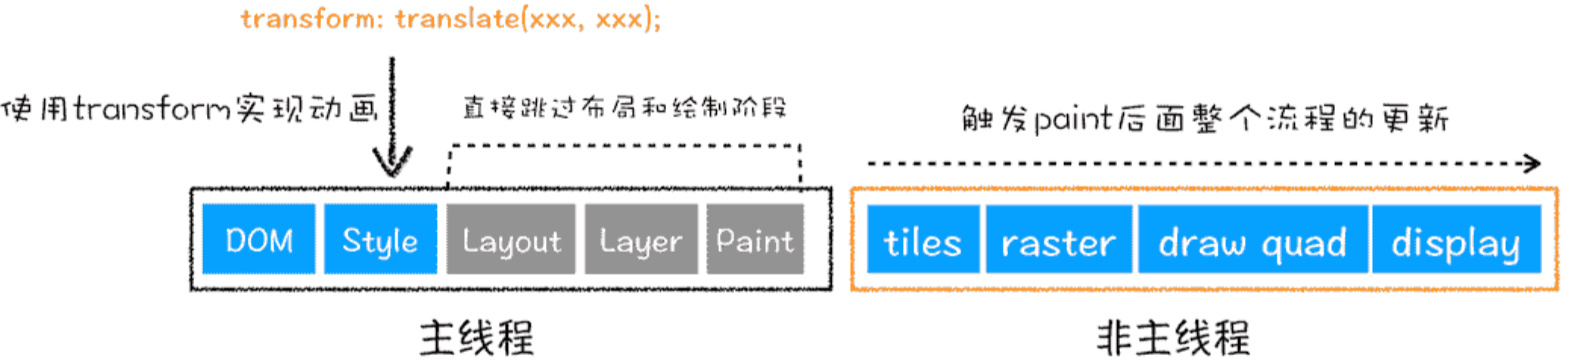 transform: translate(xxx, xxx);
使用transform实现动画
直接跳过布局和绘制阶段
触发paint后面整个流程的更新
DOM Style Layout Layer Paint tiles raster draw quad display
主线程 非主线程